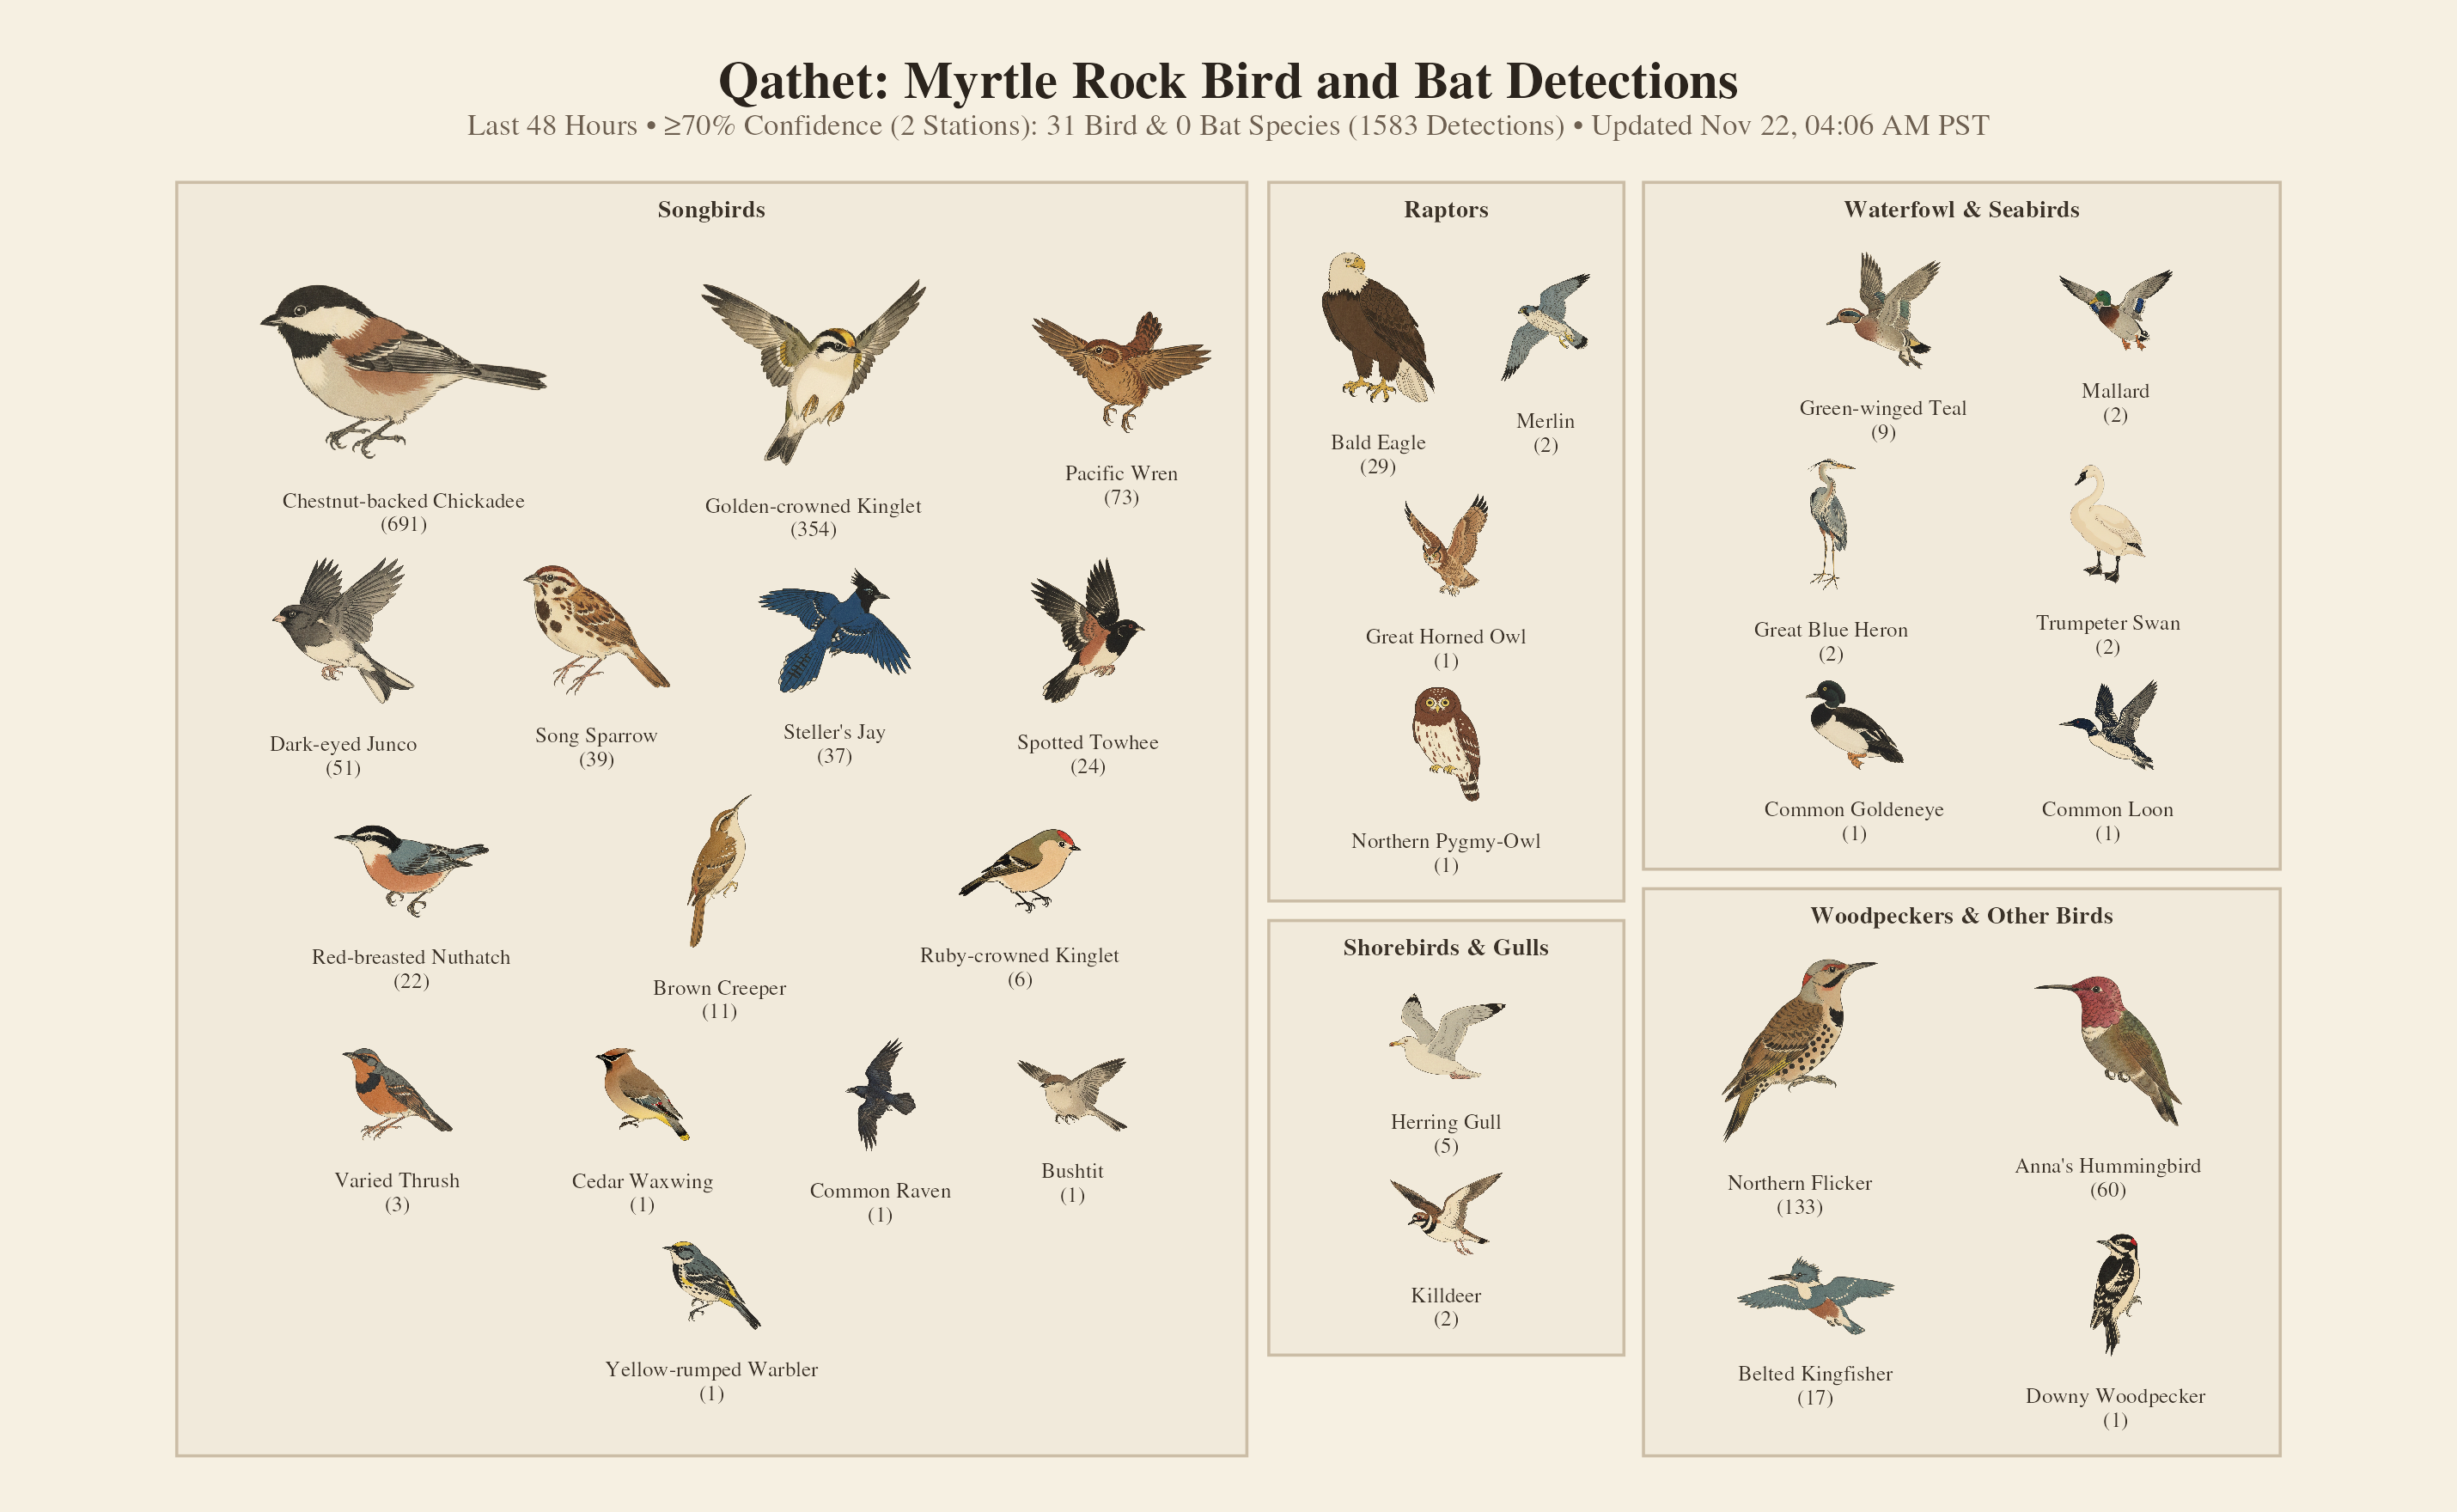 Qathet: Myrtle Rock Bird and Bat Detections
Last 48 Hours • ≥70% Confidence (2 Stations): 31 Bird & 0 Bat Species (1583 Detections) • Updated Nov 22, 04:06 AM PST
Songbirds
Chestnut-backed Chickadee
(691)
Golden-crowned Kinglet
(354)
Pacific Wren
(73)
Dark-eyed Junco
(51)
Song Sparrow
(39)
Steller's Jay
(37)
Spotted Towhee
(24)
Red-breasted Nuthatch
(22)
Brown Creeper
(11)
Ruby-crowned Kinglet
(6)
Varied Thrush
(3)
Cedar Waxwing
(1)
Common Raven
(1)
Bushtit
(1)
Yellow-rumped Warbler
(1)
Raptors
Bald Eagle
(29)
Merlin
(2)
Great Horned Owl
(1)
Northern Pygmy-Owl
(1)
Shorebirds & Gulls
Herring Gull
(5)
Killdeer
(2)
Waterfowl & Seabirds
Green-winged Teal
(9)
Mallard
(2)
Great Blue Heron
(2)
Trumpeter Swan
(2)
Common Goldeneye
(1)
Common Loon
(1)
Woodpeckers & Other Birds
Northern Flicker
(133)
Anna's Hummingbird
(60)
Belted Kingfisher
(17)
Downy Woodpecker
(1)